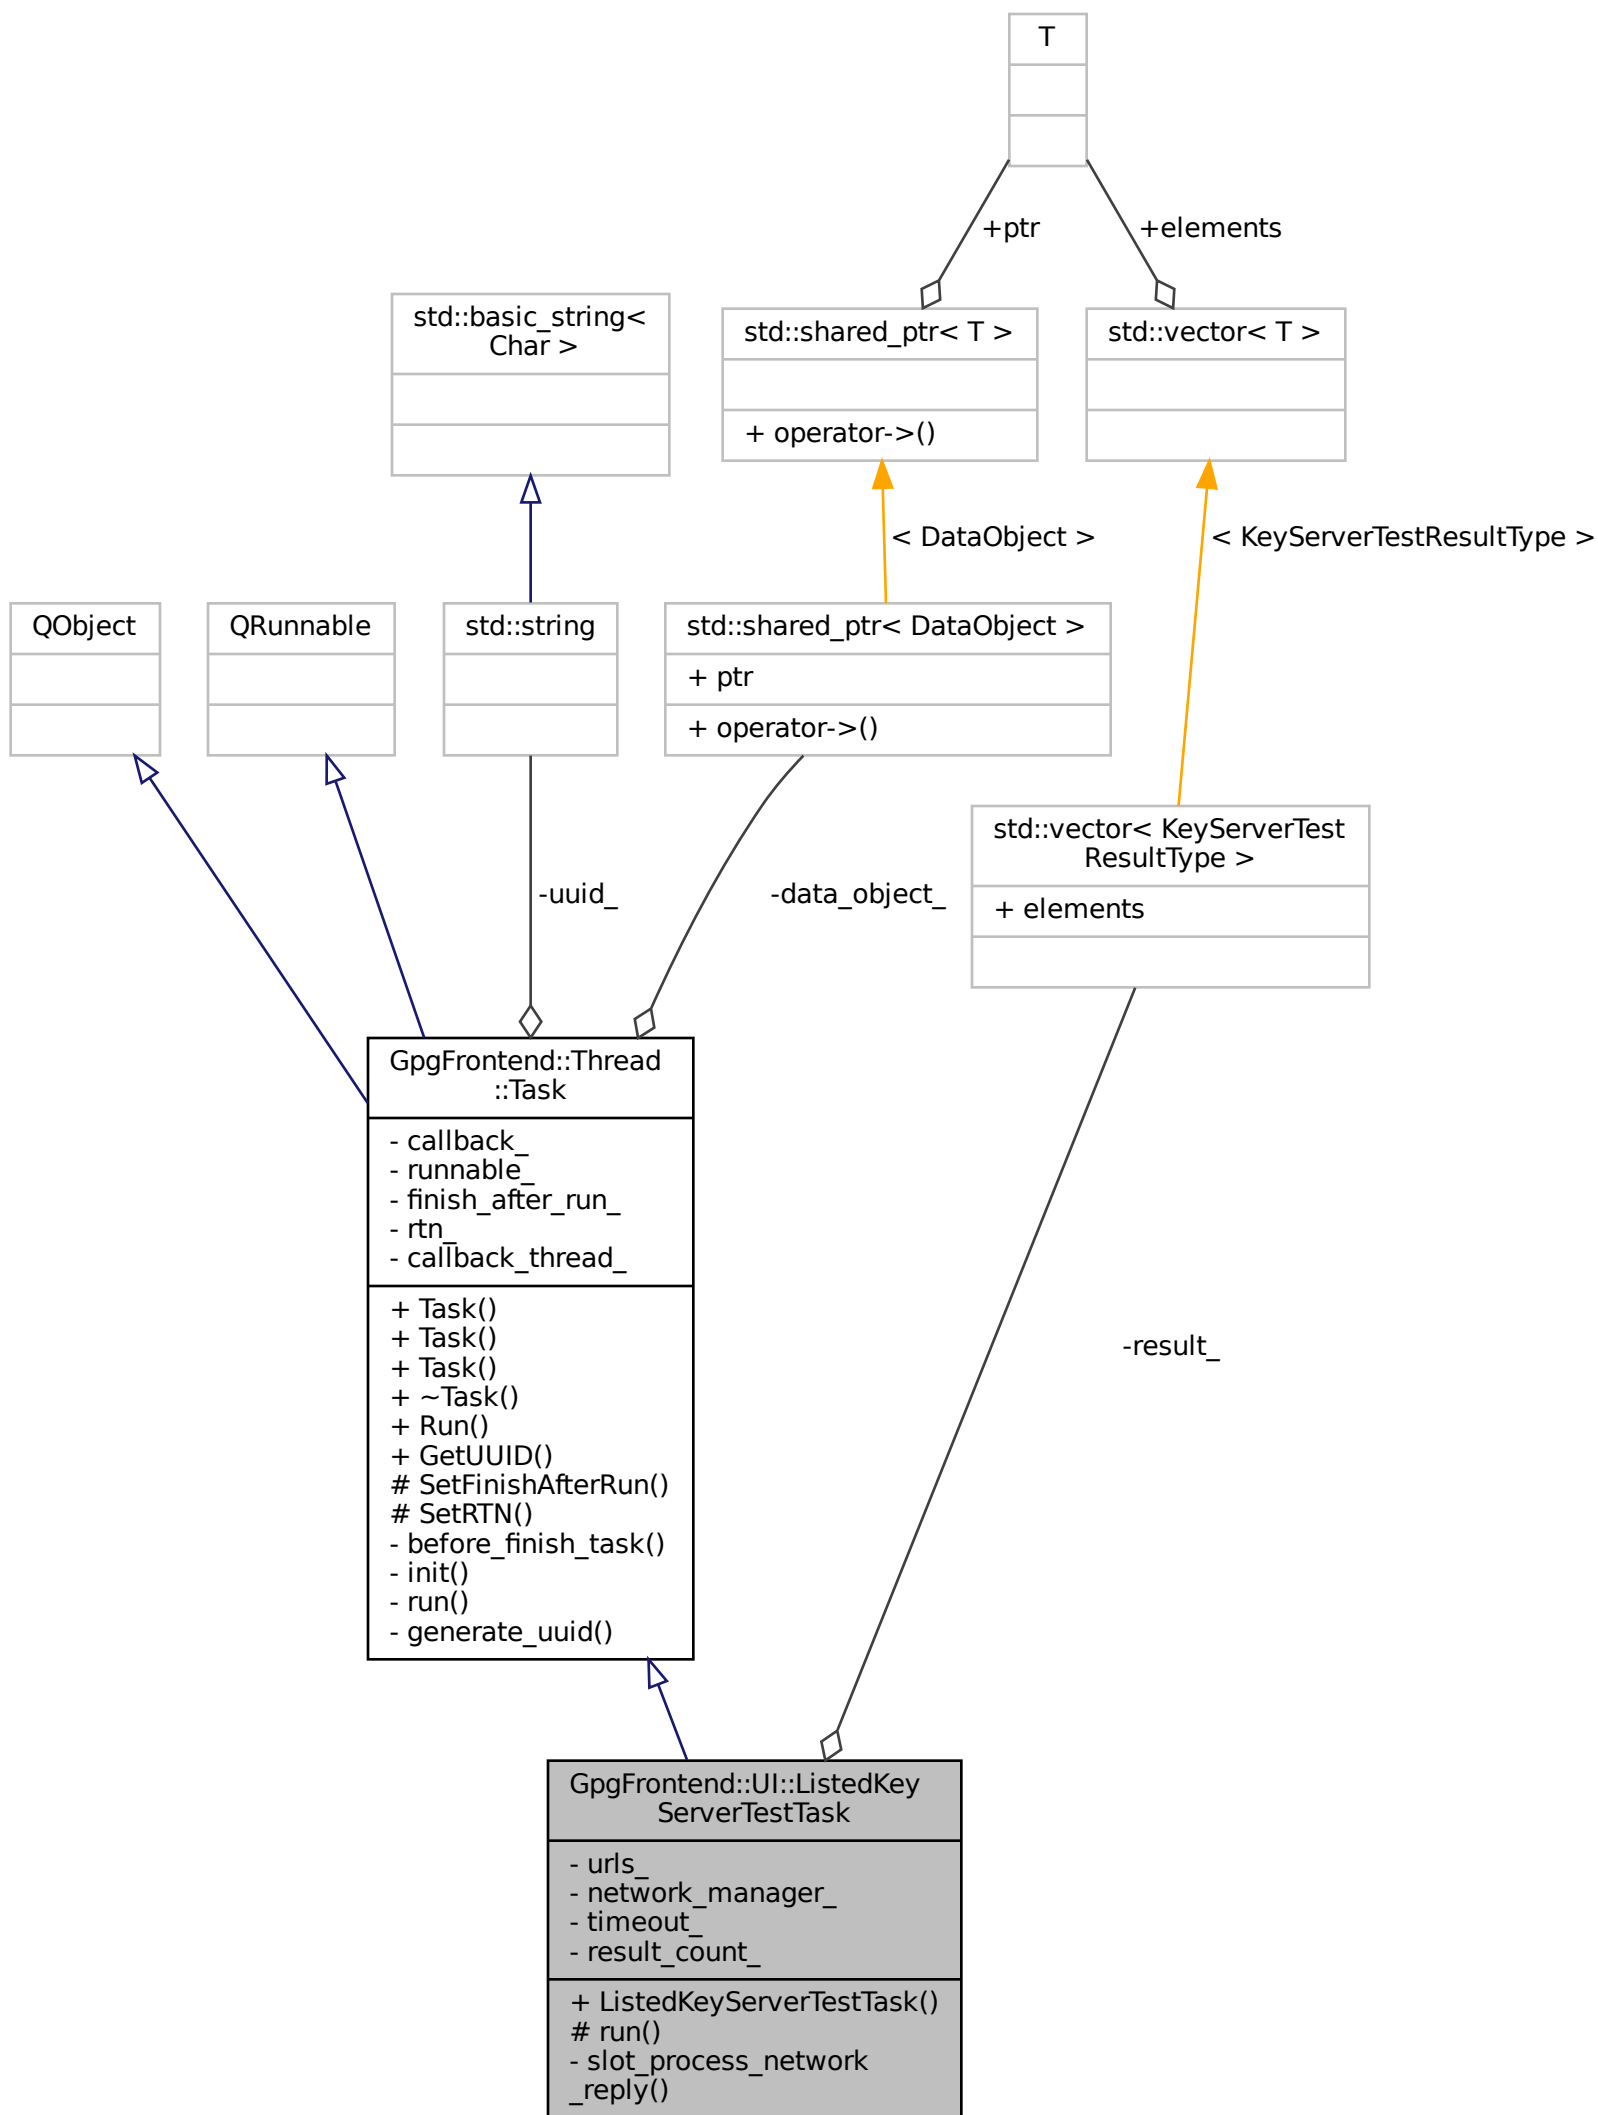 T
+ptr
+elements
std::basic_string<
Char >
std::shared_ptr< T >
+ operator->()
std::vector< T >
< DataObject >
< KeyServerTestResultType >
QObject
QRunnable
std::string
std::shared_ptr< DataObject >
+ ptr
+ operator->()
std::vector< KeyServerTest
ResultType >
+ elements
-uuid_
-data_object_
GpgFrontend::Thread
::Task
- callback_
- runnable_
- finish_after_run_
- rtn_
- callback_thread_
+ Task()
+ Task()
+ Task()
+ ~Task()
+ Run()
+ GetUUID()
# SetFinishAfterRun()
# SetRTN()
- before_finish_task()
- init()
- run()
- generate_uuid()
-result_
GpgFrontend::UI::ListedKey
ServerTestTask
- urls_
- network_manager_
- timeout_
- result_count_
+ ListedKeyServerTestTask()
# run()
- slot_process_network
_reply()